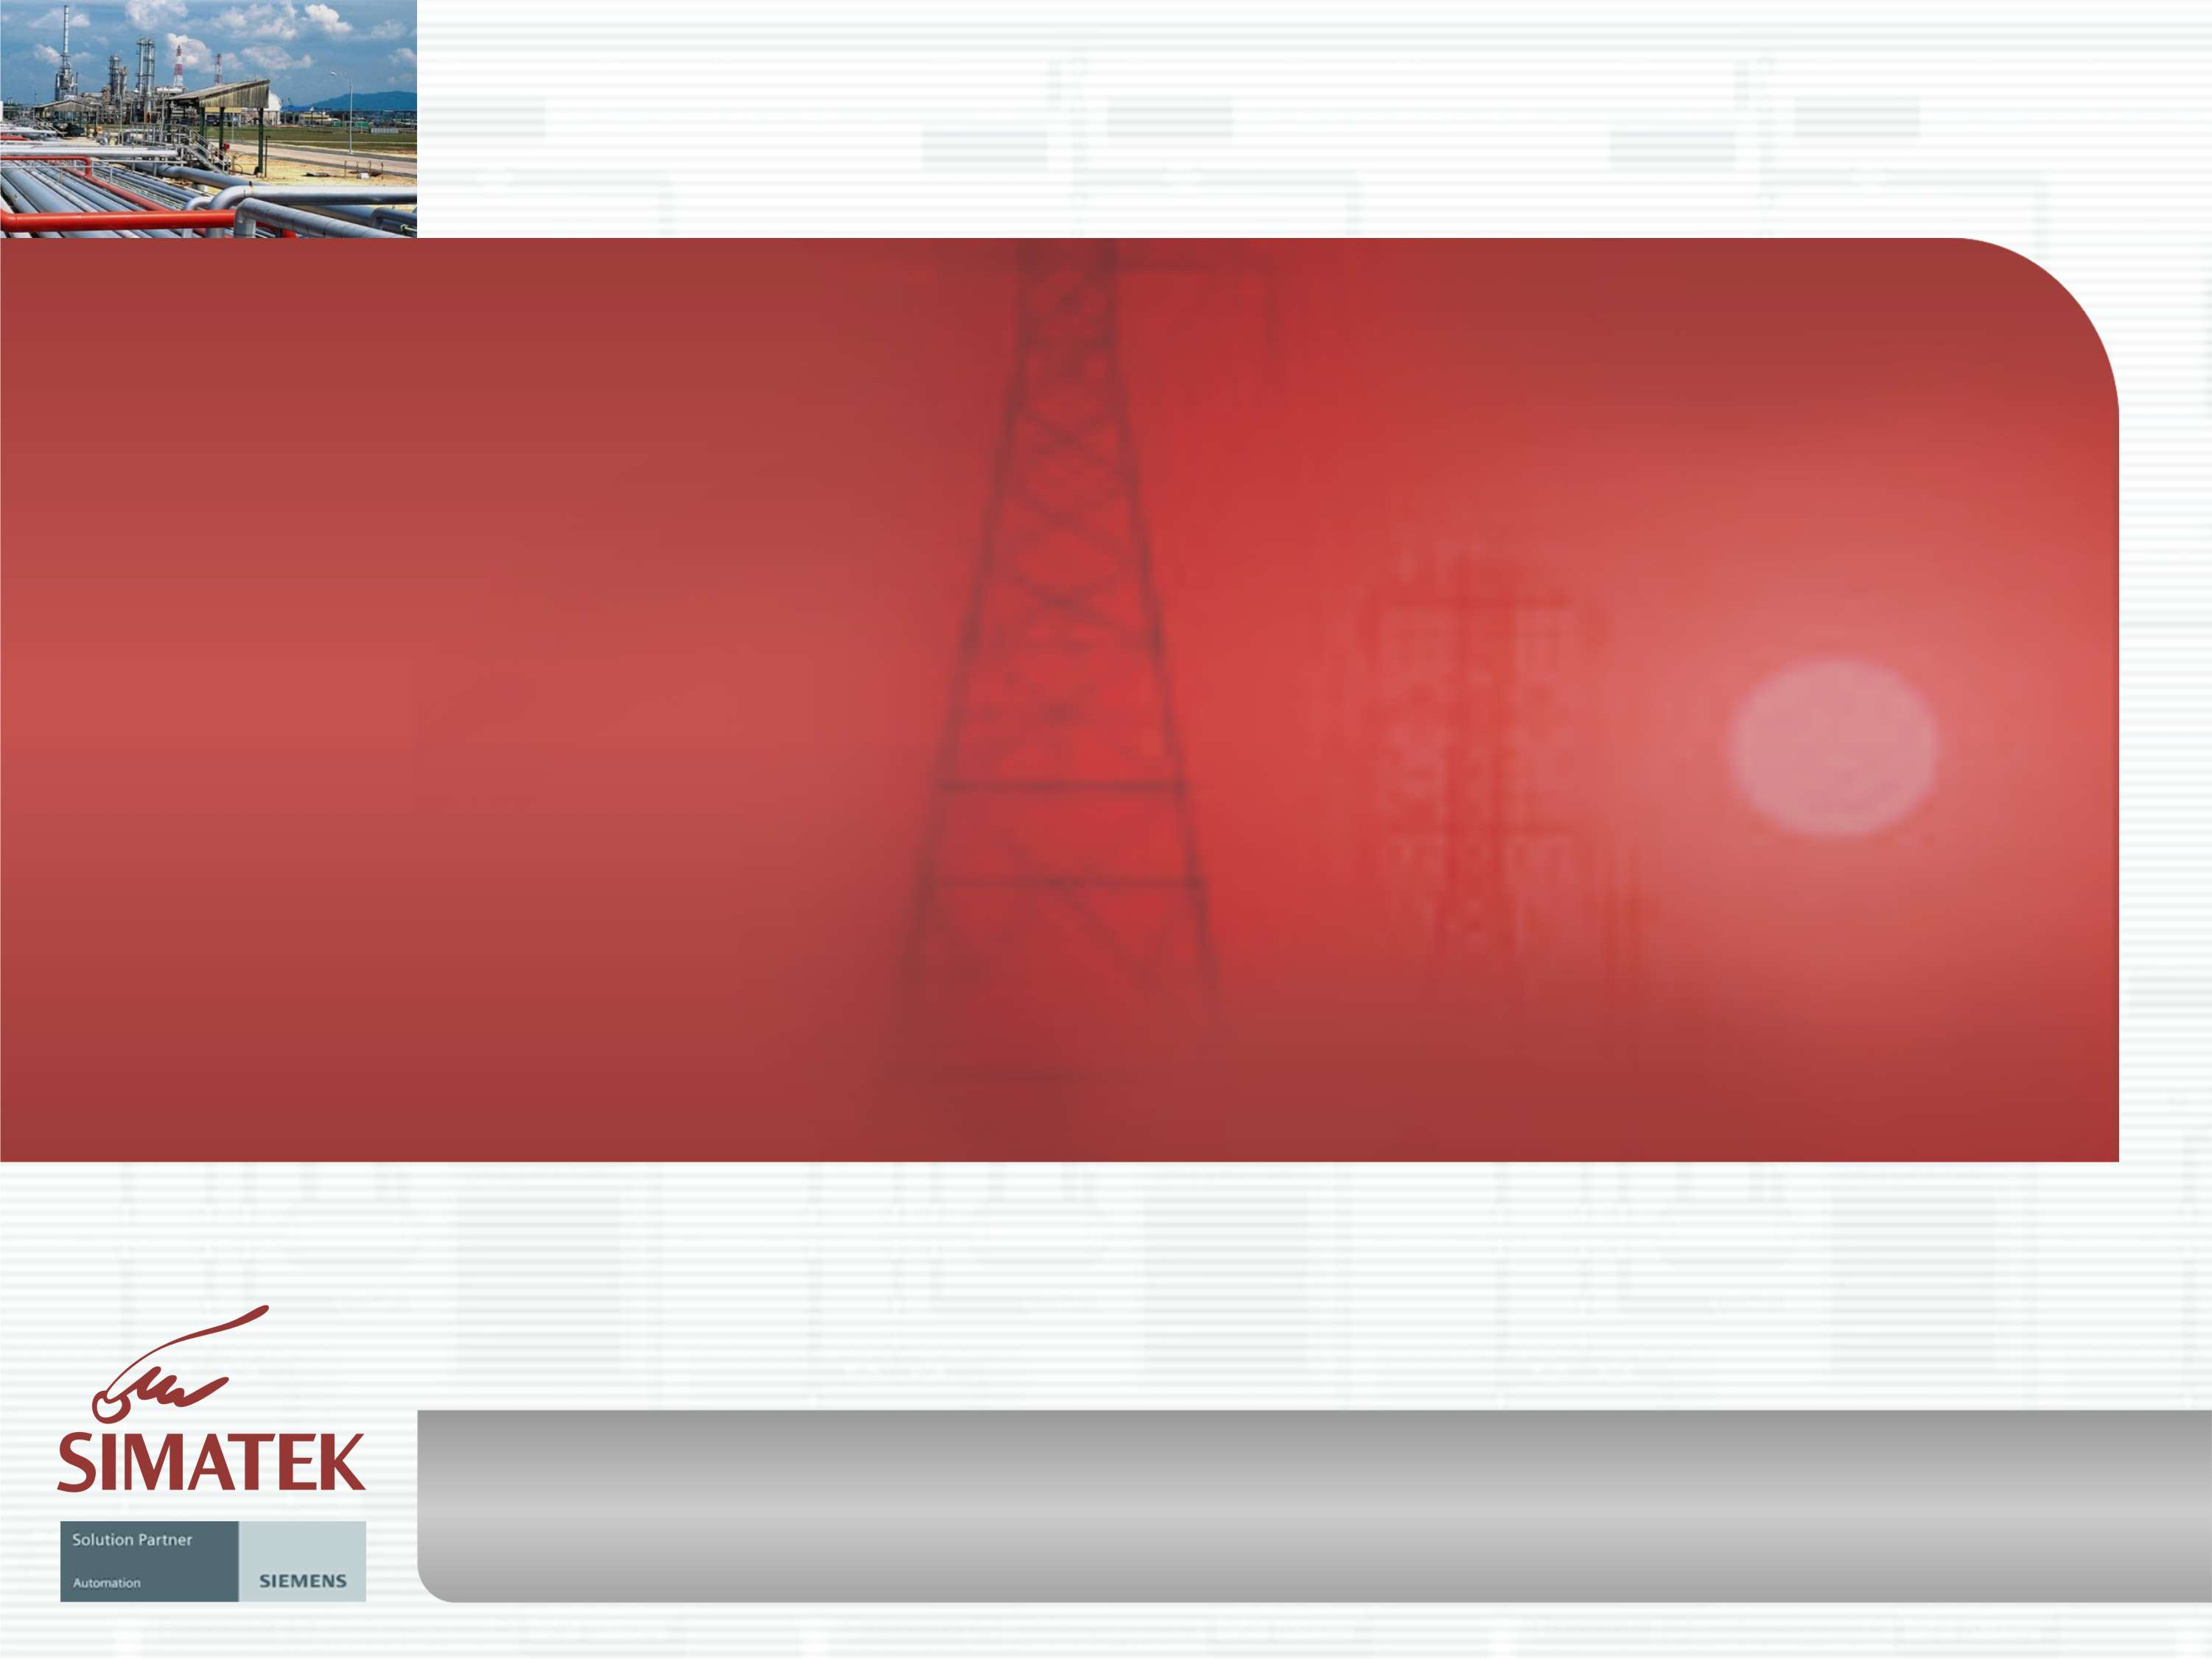 SIMATEK
Solution Partner
Automation
SIEMENS